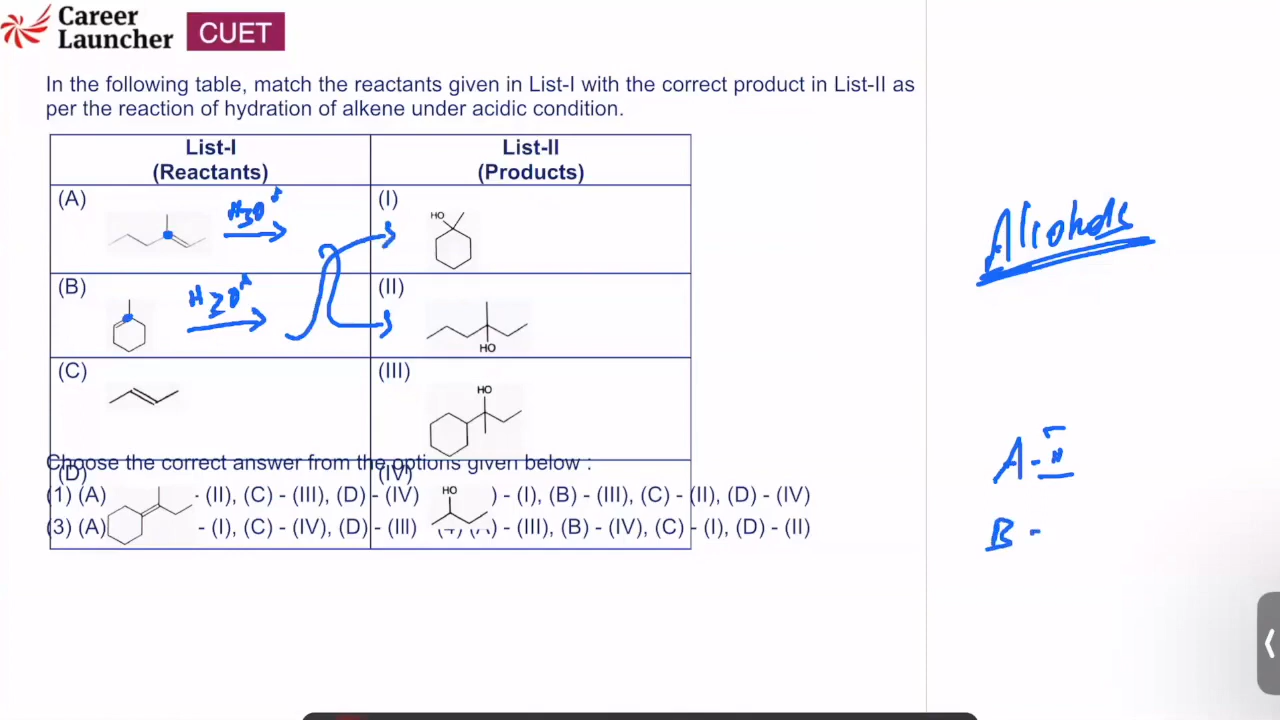 Career
Launcher
CUET
In the following table, match the reactants given in List-I with the correct product in List-II as
per the reaction of hydration of alkene under acidic condition.
List-I
(Reactants)
List-II
(Products)
(A)
H3O+
(I)
HO
(B)
H3O+
(II)
HO
(C)
(III)
HO
Choose the correct answer from the options given below :
(D)
(IV)
(1) (A) - (II), (C) - (III), (D) - (IV) ) - (I), (B) - (III), (C) - (II), (D) - (IV)
HO
(3) (A) - (I), (C) - (IV), (D) - (III) (4) (A) - (III), (B) - (IV), (C) - (I), (D) - (II)
Alcohols
A - II
B -